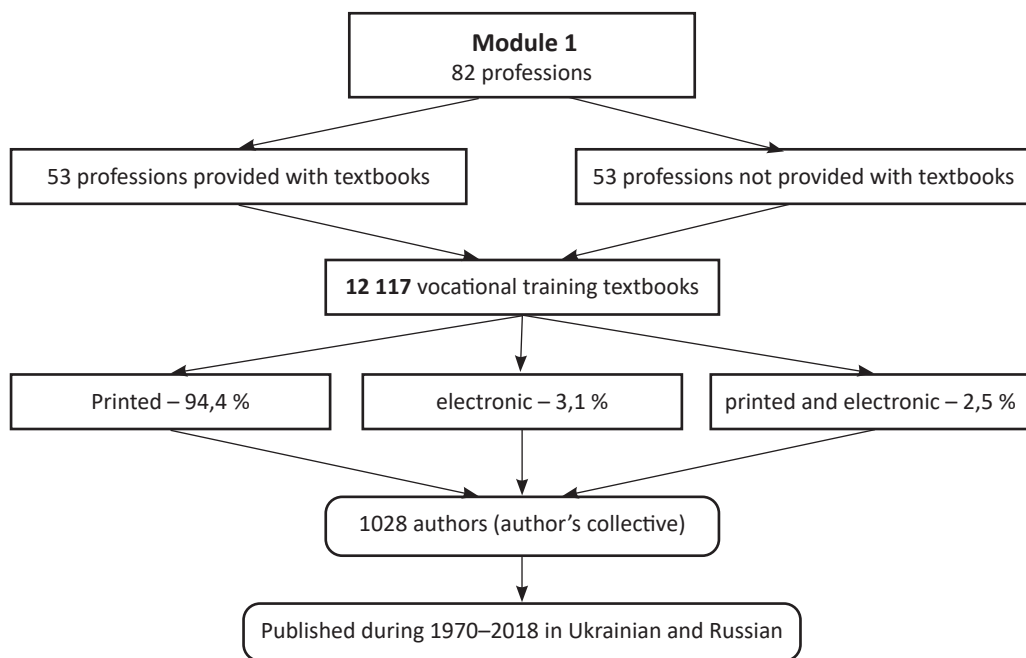 Module 1
82 professions
53 professions provided with textbooks
53 professions not provided with textbooks
12 117 vocational training textbooks
Printed – 94,4 %
electronic – 3,1 %
printed and electronic – 2,5 %
1028 authors (author’s collective)
Published during 1970–2018 in Ukrainian and Russian